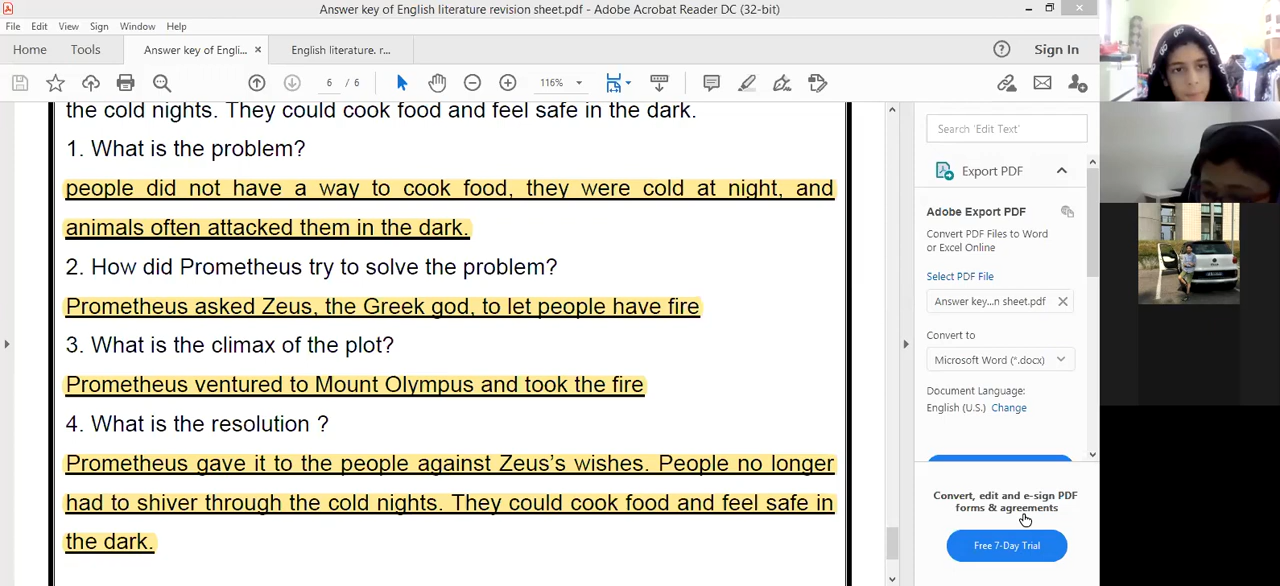 Answer key of English literature revision sheet.pdf - Adobe Acrobat Reader DC (32-bit)
File Edit View Sign Window Help
Home Tools Answer key of Engli... × English literature. r... Sign In
6 / 6 116%
the cold nights. They could cook food and feel safe in the dark.
1. What is the problem?
people did not have a way to cook food, they were cold at night, and
animals often attacked them in the dark.
2. How did Prometheus try to solve the problem?
Prometheus asked Zeus, the Greek god, to let people have fire
3. What is the climax of the plot?
Prometheus ventured to Mount Olympus and took the fire
4. What is the resolution ?
Prometheus gave it to the people against Zeus’s wishes. People no longer
had to shiver through the cold nights. They could cook food and feel safe in
the dark.
Search 'Edit Text'
Export PDF
Adobe Export PDF
Convert PDF Files to Word
or Excel Online
Select PDF File
Answer key...n sheet.pdf
Convert to
Microsoft Word (*.docx)
Document Language:
English (U.S.) Change
Convert, edit and e-sign PDF
forms & agreements
Free 7-Day Trial